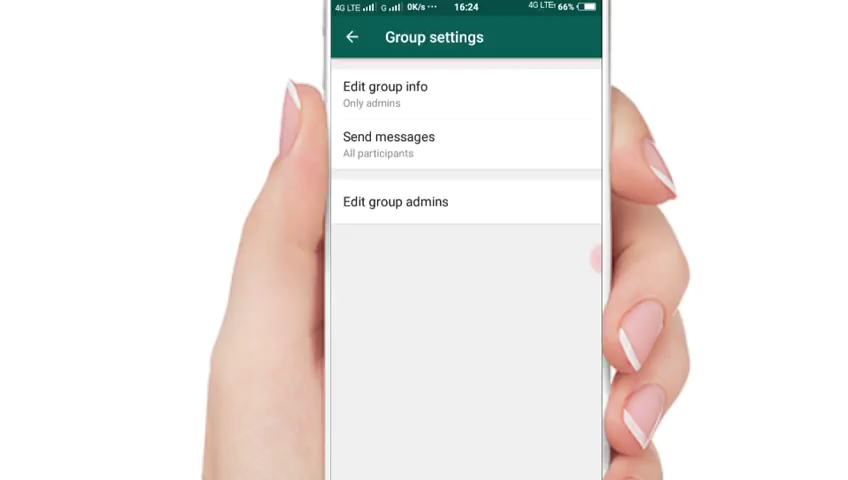 4G LTE G 0K/s ··· 16:24 4G LTE 66%
Group settings
Edit group info
Only admins
Send messages
All participants
Edit group admins